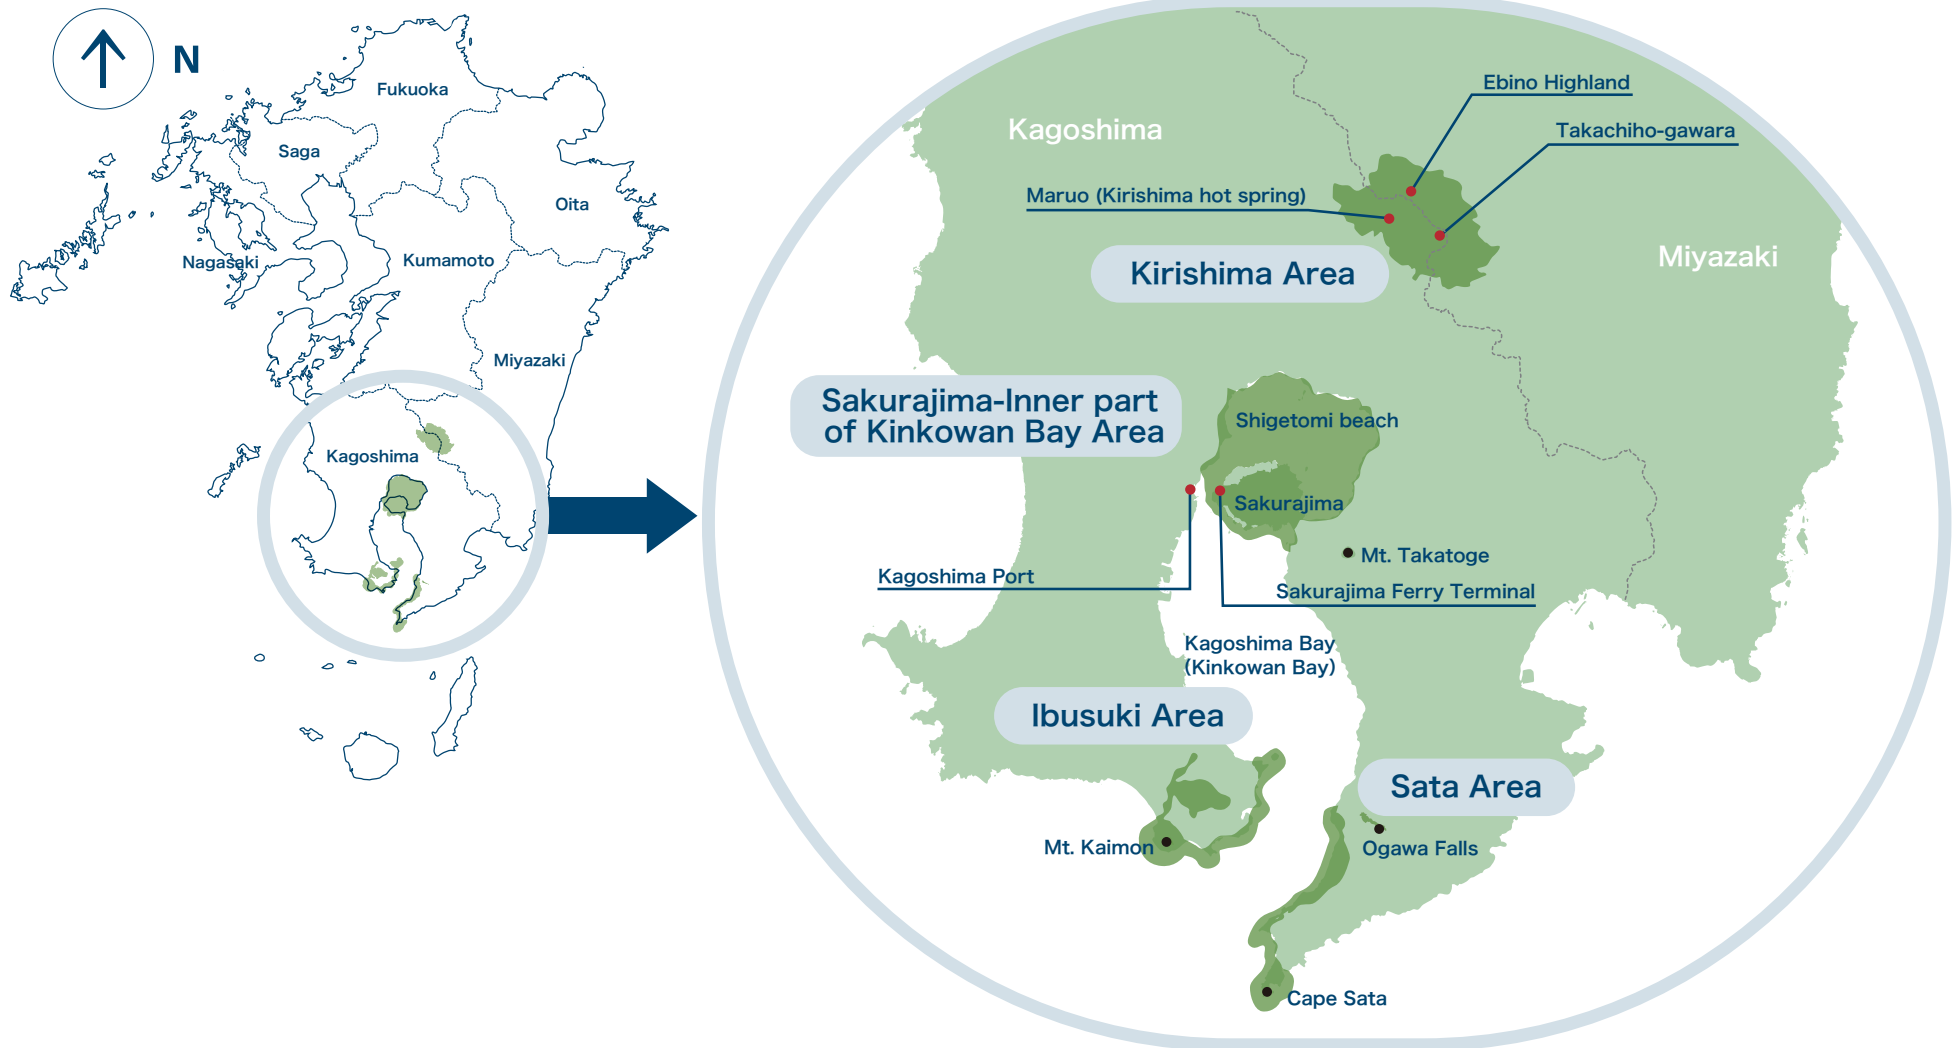 N
Fukuoka
Saga
Oita
Nagasaki
Kumamoto
Miyazaki
Kagoshima
Ebino Highland
Kagoshima
Takachiho-gawara
Maruo (Kirishima hot spring)
Miyazaki
Kirishima Area
Sakurajima-Inner part
of Kinkowan Bay Area
Shigetomi beach
Sakurajima
Mt. Takatoge
Kagoshima Port
Sakurajima Ferry Terminal
Kagoshima Bay
(Kinkowan Bay)
Ibusuki Area
Sata Area
Mt. Kaimon
Ogawa Falls
Cape Sata